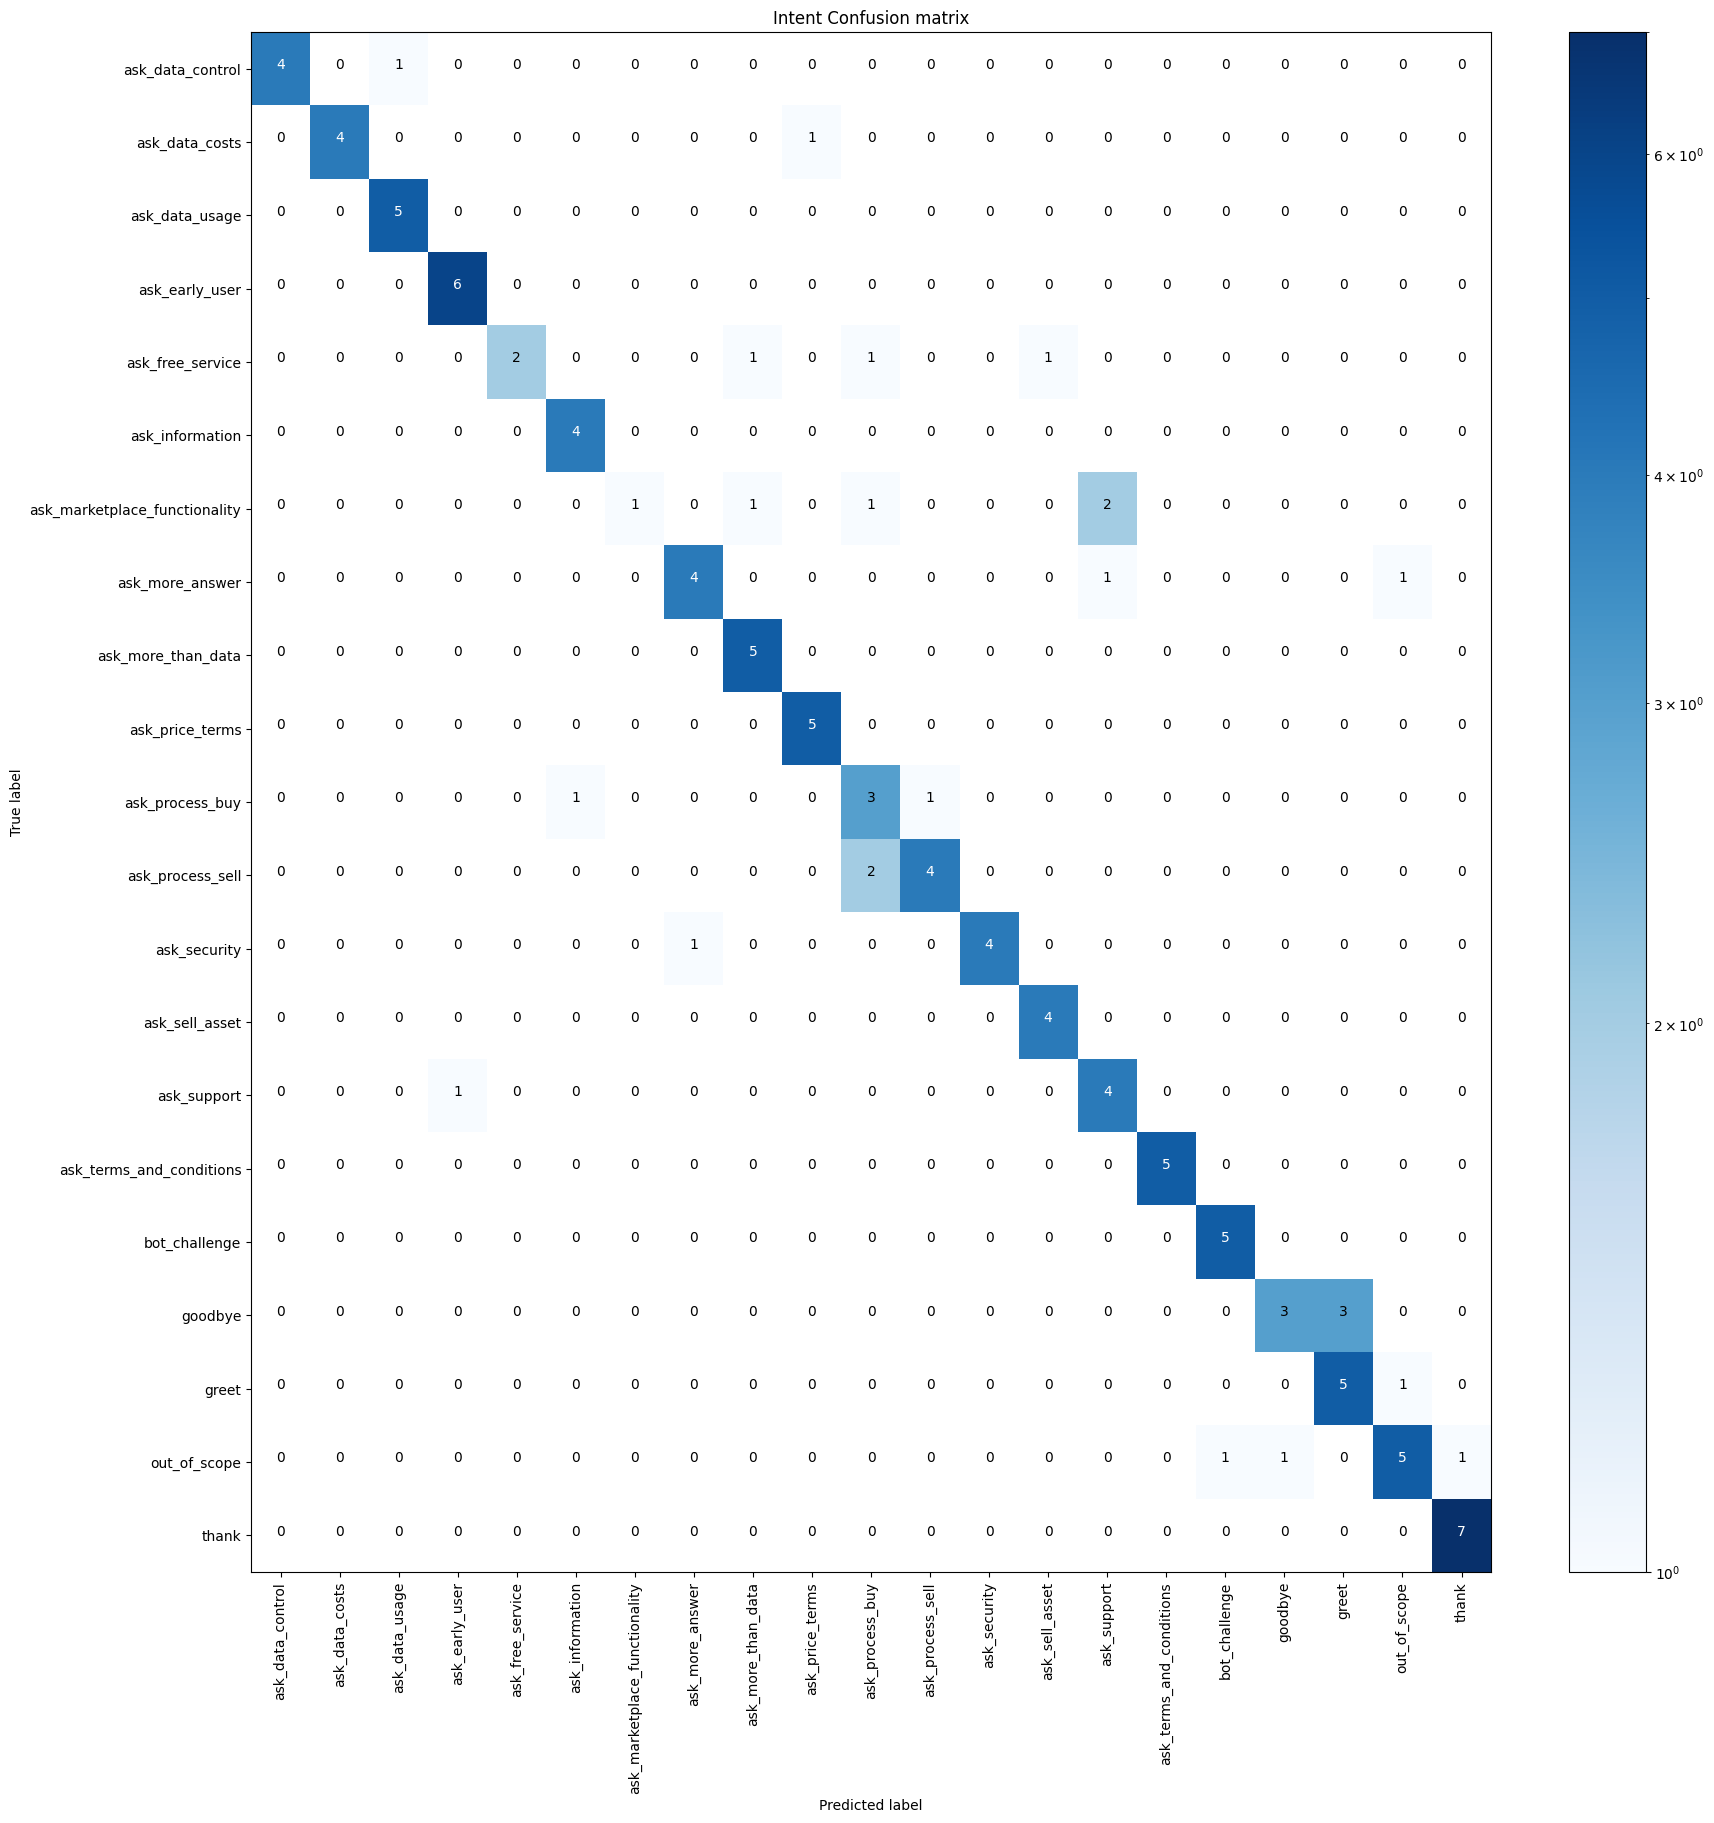 Intent Confusion matrix
ask_data_control 4 0 1 0 0 0 0 0 0 0 0 0 0 0 0 0 0 0 0 0 0
ask_data_costs 0 4 0 0 0 0 0 0 0 1 0 0 0 0 0 0 0 0 0 0 0
6 × 10⁰
ask_data_usage 0 0 5 0 0 0 0 0 0 0 0 0 0 0 0 0 0 0 0 0 0
ask_early_user 0 0 0 6 0 0 0 0 0 0 0 0 0 0 0 0 0 0 0 0 0
ask_free_service 0 0 0 0 2 0 0 0 1 0 1 0 0 1 0 0 0 0 0 0 0
ask_information 0 0 0 0 0 4 0 0 0 0 0 0 0 0 0 0 0 0 0 0 0
4 × 10⁰
ask_marketplace_functionality 0 0 0 0 0 0 1 0 1 0 1 0 0 0 2 0 0 0 0 0 0
ask_more_answer 0 0 0 0 0 0 0 4 0 0 0 0 0 0 1 0 0 0 0 1 0
ask_more_than_data 0 0 0 0 0 0 0 0 5 0 0 0 0 0 0 0 0 0 0 0 0
3 × 10⁰
ask_price_terms 0 0 0 0 0 0 0 0 0 5 0 0 0 0 0 0 0 0 0 0 0
True label
ask_process_buy 0 0 0 0 0 1 0 0 0 0 3 1 0 0 0 0 0 0 0 0 0
ask_process_sell 0 0 0 0 0 0 0 0 0 0 2 4 0 0 0 0 0 0 0 0 0
ask_security 0 0 0 0 0 0 0 1 0 0 0 0 4 0 0 0 0 0 0 0 0
ask_sell_asset 0 0 0 0 0 0 0 0 0 0 0 0 0 4 0 0 0 0 0 0 0
2 × 10⁰
ask_support 0 0 0 1 0 0 0 0 0 0 0 0 0 0 4 0 0 0 0 0 0
ask_terms_and_conditions 0 0 0 0 0 0 0 0 0 0 0 0 0 0 0 5 0 0 0 0 0
bot_challenge 0 0 0 0 0 0 0 0 0 0 0 0 0 0 0 0 5 0 0 0 0
goodbye 0 0 0 0 0 0 0 0 0 0 0 0 0 0 0 0 0 3 3 0 0
greet 0 0 0 0 0 0 0 0 0 0 0 0 0 0 0 0 0 0 5 1 0
out_of_scope 0 0 0 0 0 0 0 0 0 0 0 0 0 0 0 0 1 1 0 5 1
thank 0 0 0 0 0 0 0 0 0 0 0 0 0 0 0 0 0 0 0 0 7
10⁰
ask_data_control
ask_data_costs
ask_data_usage
ask_early_user
ask_free_service
ask_information
ask_marketplace_functionality
ask_more_answer
ask_more_than_data
ask_price_terms
ask_process_buy
ask_process_sell
ask_security
ask_sell_asset
ask_support
ask_terms_and_conditions
bot_challenge
goodbye
greet
out_of_scope
thank
Predicted label